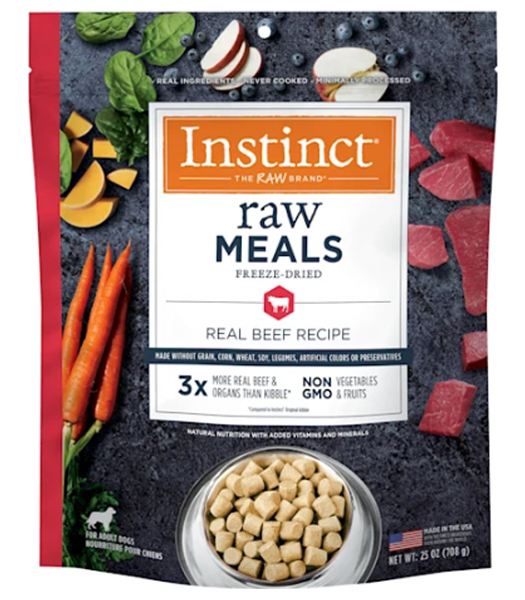 REAL INGREDIENTS • NEVER COOKED • MINIMALLY PROCESSED
Instinct®
THE RAW BRAND®
raw
MEALS
FREEZE-DRIED
REAL BEEF RECIPE
MADE WITHOUT GRAIN, CORN, WHEAT, SOY, LEGUMES, ARTIFICIAL COLORS OR PRESERVATIVES
3x MORE REAL BEEF & ORGANS THAN KIBBLE*
NON GMO VEGETABLES & FRUITS
*Compared to Instinct® Original kibble
NATURAL NUTRITION WITH ADDED VITAMINS AND MINERALS
FOR ADULT DOGS
NOURRITURE POUR CHIENS
MADE IN THE USA
NET WT: 25 OZ (708 g)